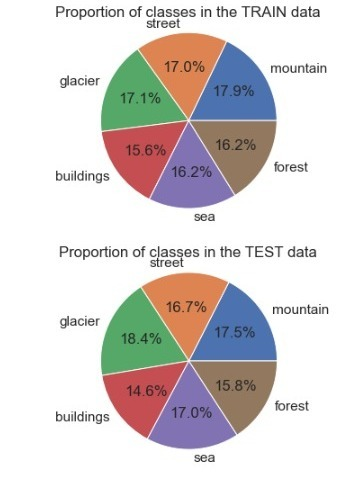 Proportion of classes in the TRAIN data
street
mountain
17.0%
glacier
17.9%
17.1%
15.6%
16.2%
16.2%
forest
buildings
sea
Proportion of classes in the TEST data
street
mountain
16.7%
glacier
17.5%
18.4%
14.6%
15.8%
17.0%
forest
buildings
sea